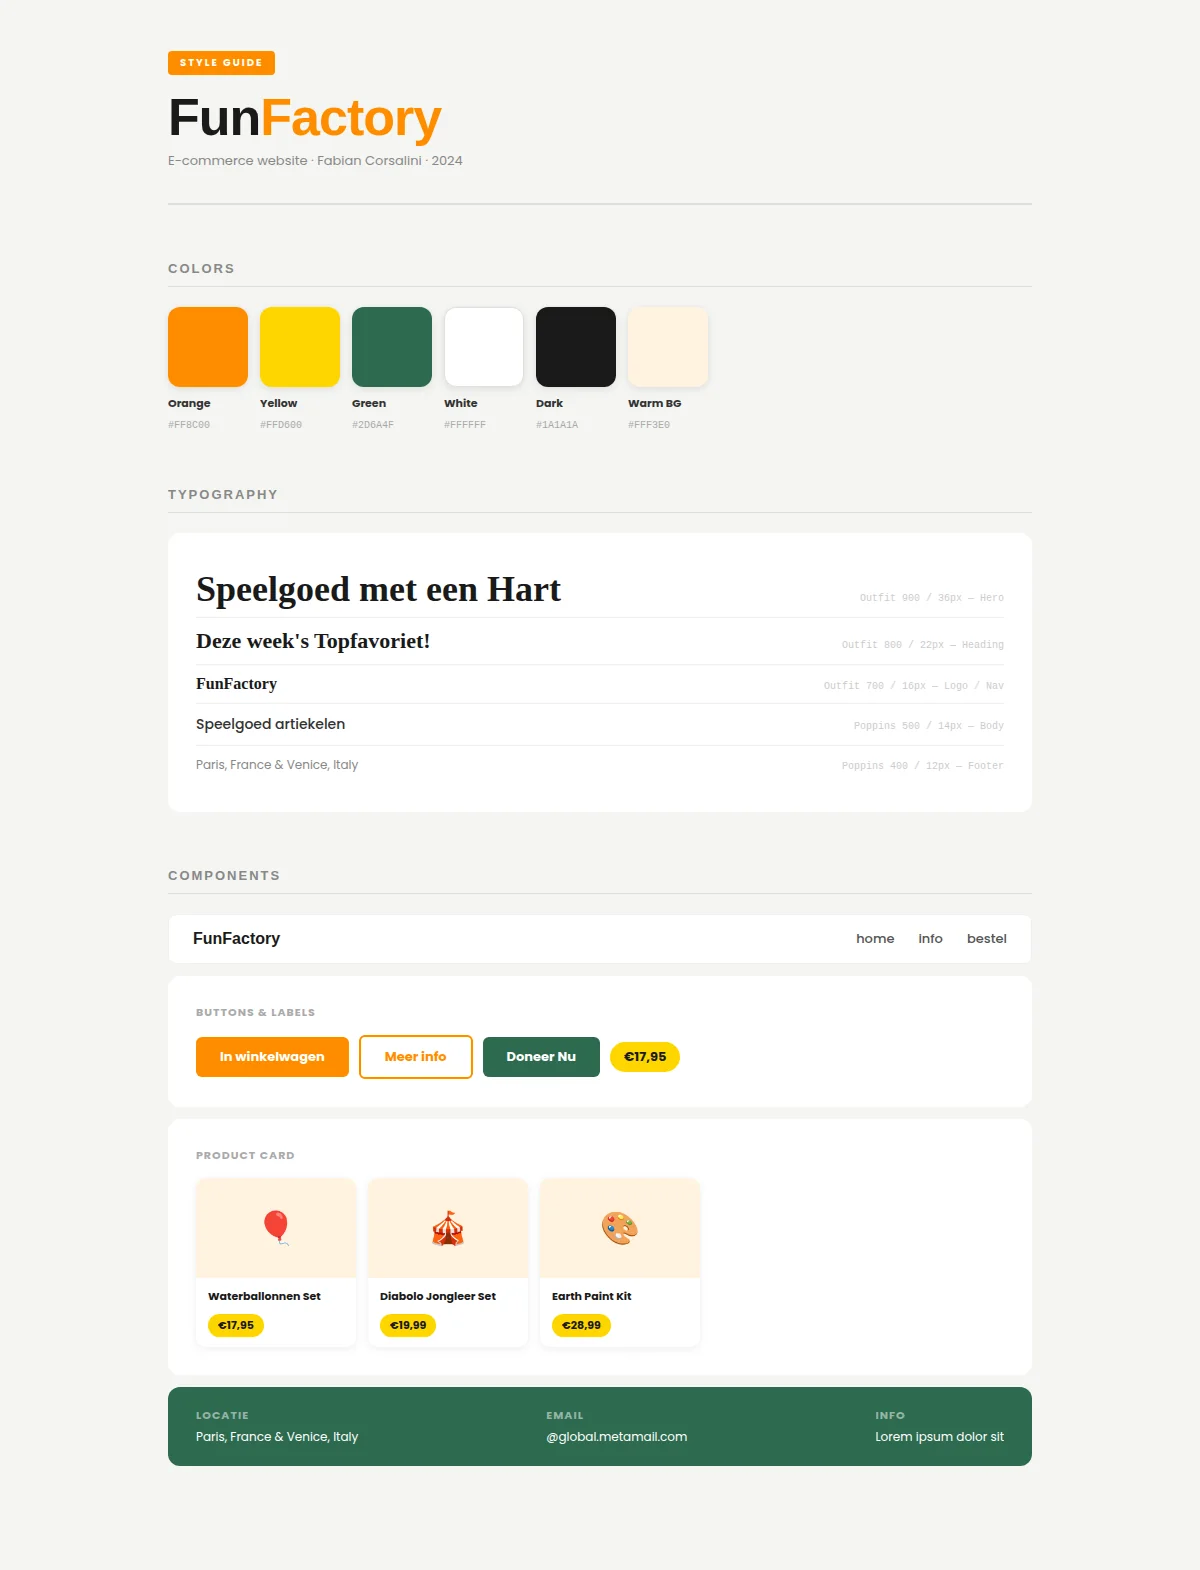 STYLE GUIDE
FunFactory
E-commerce website · Fabian Corsalini · 2024
COLORS
Orange
#FF8C00
Yellow
#FFD600
Green
#2D6A4F
White
#FFFFFF
Dark
#1A1A1A
Warm BG
#FFF3E0
TYPOGRAPHY
Speelgoed met een Hart
Outfit 900 / 36px — Hero
Deze week's Topfavoriet!
Outfit 800 / 22px — Heading
FunFactory
Outfit 700 / 16px — Logo / Nav
Speelgoed artiekelen
Poppins 500 / 14px — Body
Paris, France & Venice, Italy
Poppins 400 / 12px — Footer
COMPONENTS
FunFactory
home
info
bestel
BUTTONS & LABELS
In winkelwagen
Meer info
Doneer Nu
€17,95
PRODUCT CARD
Waterballonnen Set
€17,95
Diabolo Jongleer Set
€19,99
Earth Paint Kit
€28,99
LOCATIE
Paris, France & Venice, Italy
EMAIL
@global.metamail.com
INFO
Lorem ipsum dolor sit